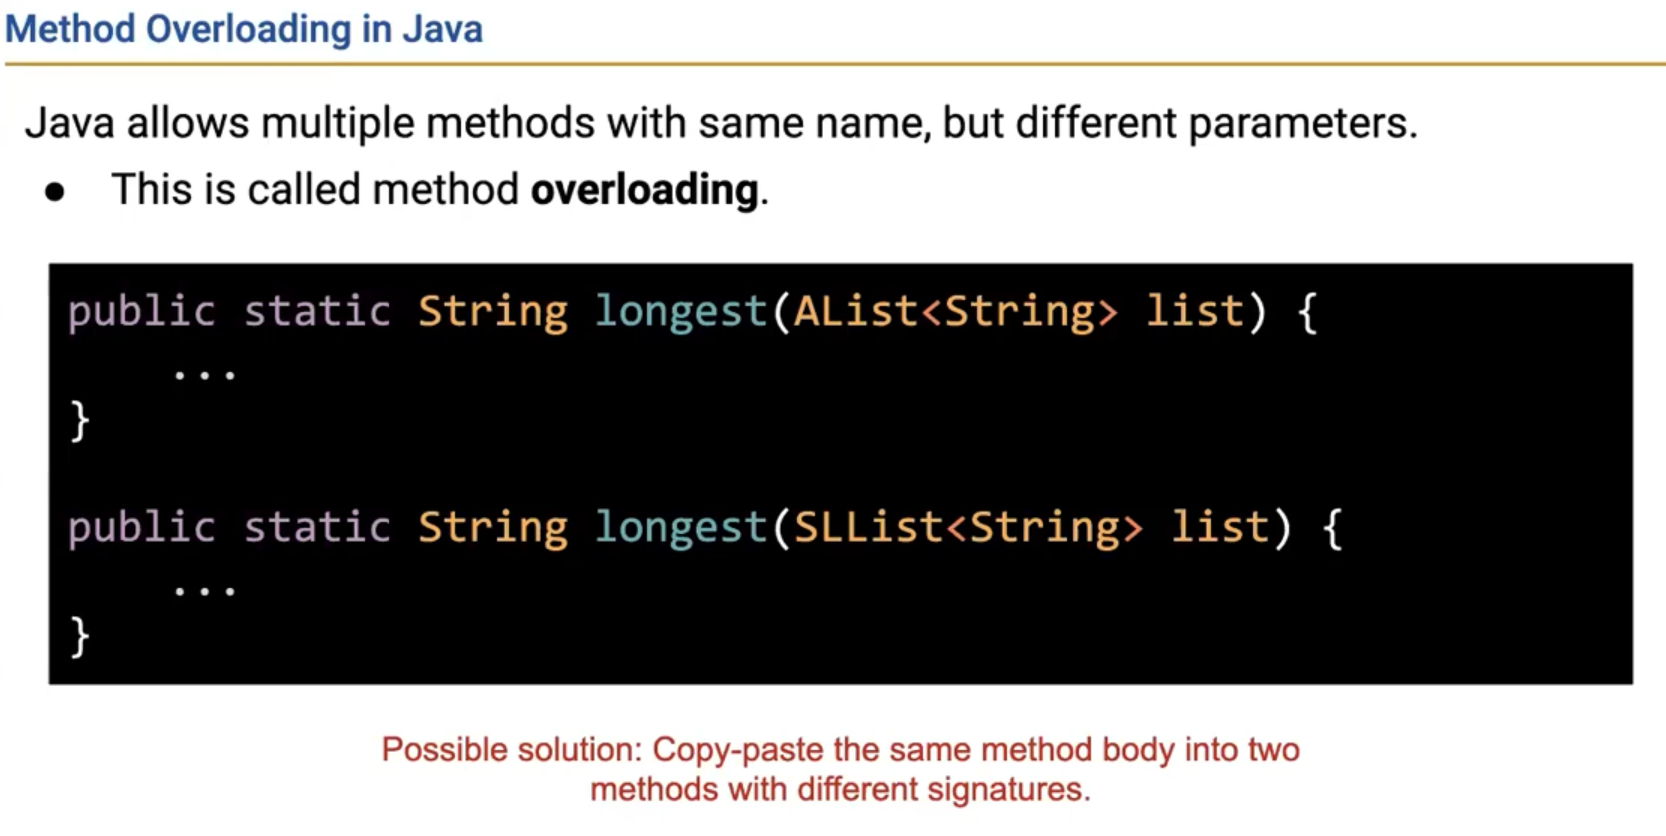 Method Overloading in Java
Java allows multiple methods with same name, but different parameters.
● This is called method overloading.
public static String longest(AList<String> list) {
...
}
public static String longest(SLList<String> list) {
...
}
Possible solution: Copy-paste the same method body into two
methods with different signatures.